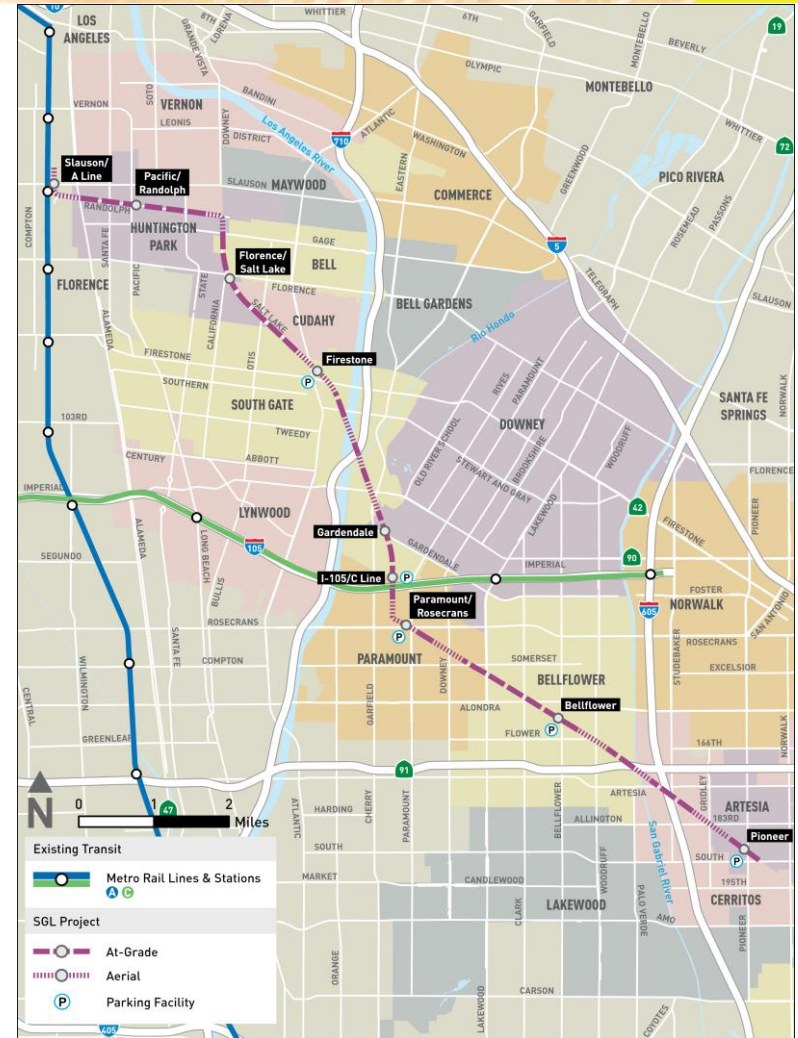 10
LOS
ANGELES
8TH
LORENA
GRANDE VISTA
WHITTIER
6TH
GARFIELD
MONTEBELLO
BEVERLY
19
OLYMPIC
MONTEBELLO
SOTO
VERNON
VERNON
LEONIS
DOWNEY
BANDINI
DISTRICT
Los Angeles River
ATLANTIC
710
WASHINGTON
EASTERN
GREENWOOD
WHITTIER
72
COMMERCE
PICO RIVERA
ROSEMEAD
PASSONS
Slauson/
A Line
Pacific/
Randolph
SLAUSON
MAYWOOD
RANDOLPH
HUNTINGTON
PARK
COMPTON
SANTA FE
PACIFIC
GAGE
BELL
5
TELEGRAPH
Florence/
Salt Lake
FLORENCE
FLORENCE
STATE
CALIFORNIA
SALT LAKE
CUDAHY
BELL GARDENS
SLAUSON
ALAMEDA
Rio Hondo
FIRESTONE
OTIS
Firestone
P
SOUTHERN
SOUTH GATE
RIVES
PARAMOUNT
DOWNEY
SANTA FE
SPRINGS
NORWALK
103RD
TWEEDY
OLD RIVER SCHOOL
BROOKSHIRE
WOODRUFF
CENTURY
ABBOTT
STEWART AND GRAY
LAKEWOOD
FLORENCE
IMPERIAL
LYNWOOD
42
PIONEER
FIRESTONE
Gardendale
GARDENDALE
IMPERIAL
90
SEGUNDO
ALAMEDA
LONG BEACH
BULLIS
105
I-105/C Line
P
FOSTER
NORWALK
SAN ANTONIO
605
Paramount/
Rosecrans
P
ROSECRANS
STUDEBAKER
ROSECRANS
COMPTON
SANTA FE
PARAMOUNT
SOMERSET
EXCELSIOR
BELLFLOWER
WILMINGTON
CENTRAL
GARFIELD
DOWNEY
ALONDRA
Bellflower
FLOWER
P
GREENLEAF
166TH
NORWALK
91
N
0
1
2
Miles
47
ATLANTIC
HARDING
CHERRY
PARAMOUNT
BELLFLOWER
ALLINGTON
ARTESIA
GRIDLEY
ARTESIA
183RD
Pioneer
P
SOUTH
San Gabriel River
SOUTH
MARKET
CANDLEWOOD
WOODRUFF
PALO VERDE
195TH
CERRITOS
LAKEWOOD
CLARK
AMO
PIONEER
ORANGE
CARSON
LAKEWOOD
COYOTES
405
Existing Transit
Metro Rail Lines & Stations
A C
SGL Project
At-Grade
Aerial
P Parking Facility